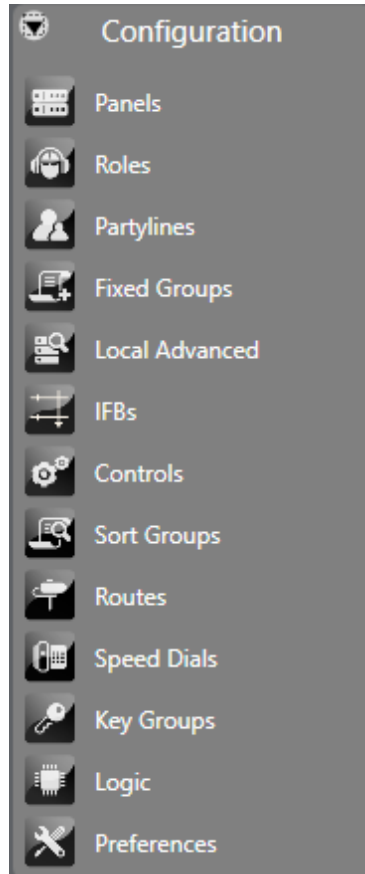 Configuration
Panels
Roles
Partylines
Fixed Groups
Local Advanced
IFBs
Controls
Sort Groups
Routes
Speed Dials
Key Groups
Logic
Preferences